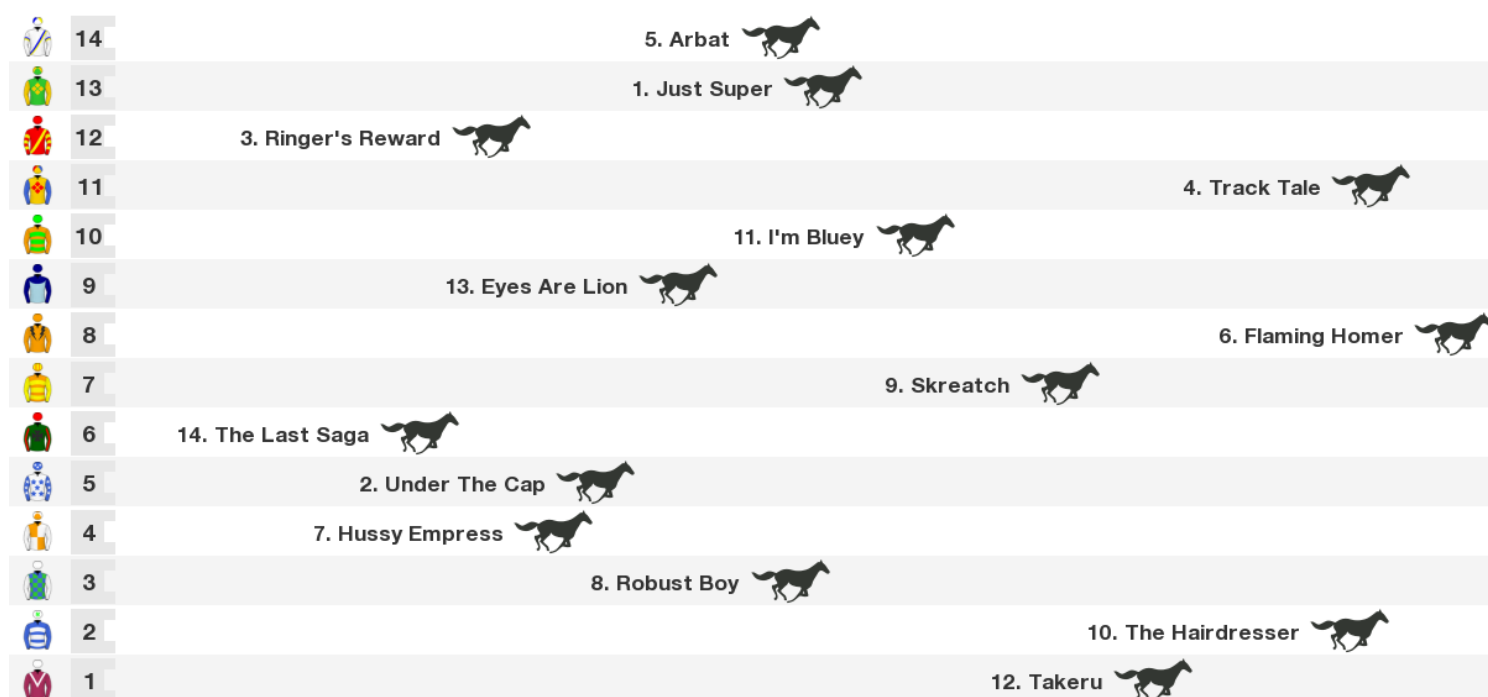 14 5. Arbat
13 1. Just Super
12 3. Ringer's Reward
11 4. Track Tale
10 11. I'm Bluey
9 13. Eyes Are Lion
8 6. Flaming Homer
7 9. Skreatch
6 14. The Last Saga
5 2. Under The Cap
4 7. Hussy Empress
3 8. Robust Boy
2 10. The Hairdresser
1 12. Takeru